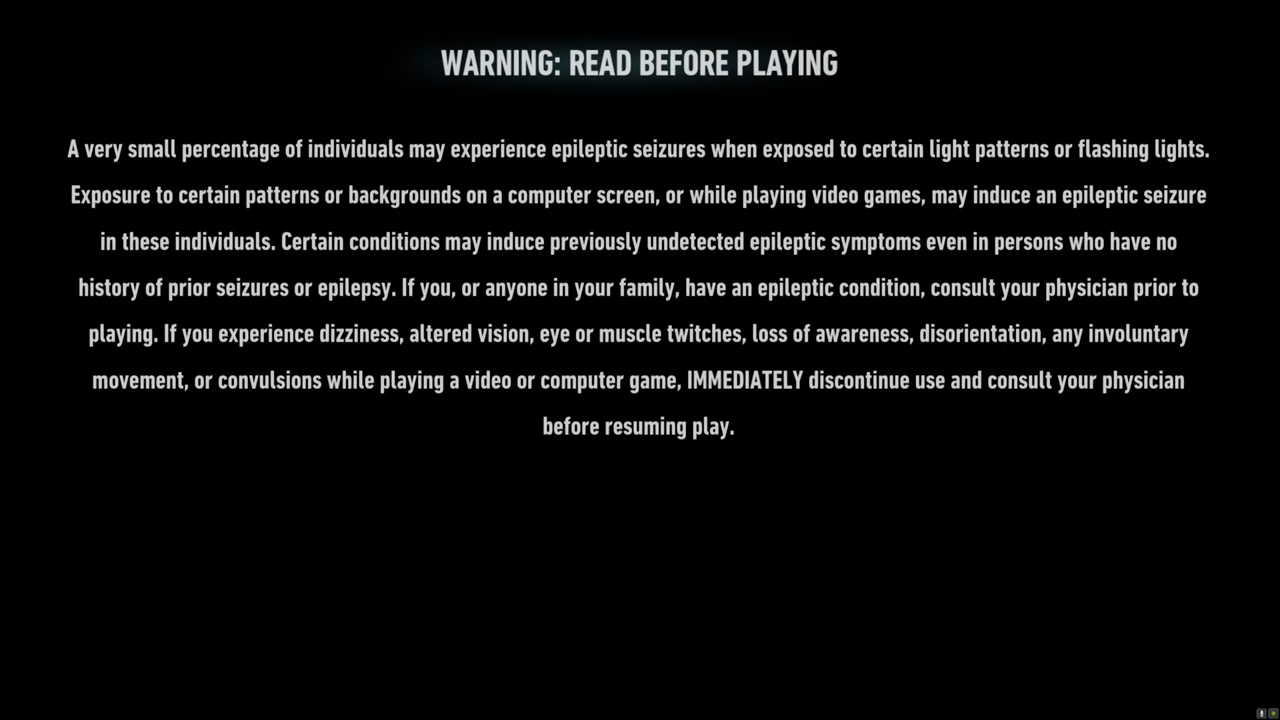 WARNING: READ BEFORE PLAYING
A very small percentage of individuals may experience epileptic seizures when exposed to certain light patterns or flashing lights.
Exposure to certain patterns or backgrounds on a computer screen, or while playing video games, may induce an epileptic seizure
in these individuals. Certain conditions may induce previously undetected epileptic symptoms even in persons who have no
history of prior seizures or epilepsy. If you, or anyone in your family, have an epileptic condition, consult your physician prior to
playing. If you experience dizziness, altered vision, eye or muscle twitches, loss of awareness, disorientation, any involuntary
movement, or convulsions while playing a video or computer game, IMMEDIATELY discontinue use and consult your physician
before resuming play.